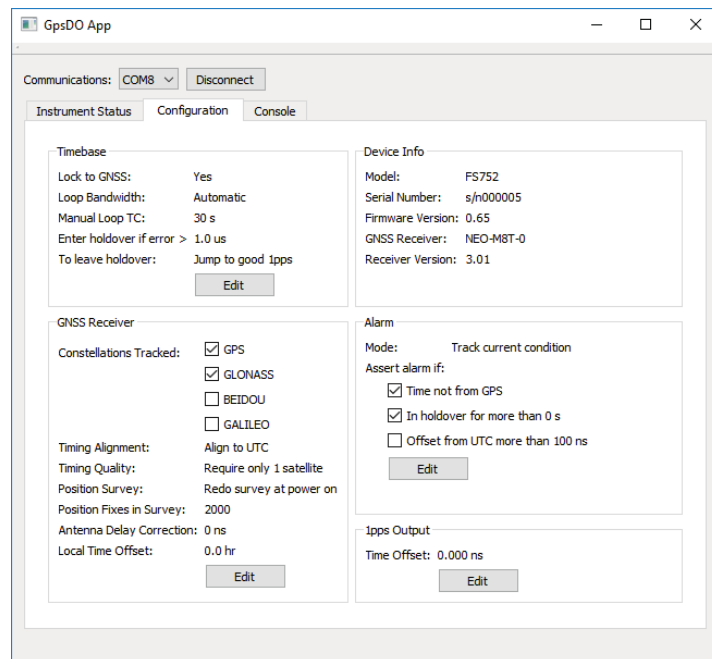 GpsDO App
Communications: COM8 Disconnect
Instrument Status Configuration Console
Timebase
Lock to GNSS: Yes
Loop Bandwidth: Automatic
Manual Loop TC: 30 s
Enter holdover if error > 1.0 us
To leave holdover: Jump to good 1pps
Edit
Device Info
Model: FS752
Serial Number: s/n000005
Firmware Version: 0.65
GNSS Receiver: NEO-M8T-0
Receiver Version: 3.01
GNSS Receiver
Constellations Tracked: GPS
GLONASS
BEIDOU
GALILEO
Timing Alignment: Align to UTC
Timing Quality: Require only 1 satellite
Position Survey: Redo survey at power on
Position Fixes in Survey: 2000
Antenna Delay Correction: 0 ns
Local Time Offset: 0.0 hr
Edit
Alarm
Mode: Track current condition
Assert alarm if:
Time not from GPS
In holdover for more than 0 s
Offset from UTC more than 100 ns
Edit
1pps Output
Time Offset: 0.000 ns
Edit